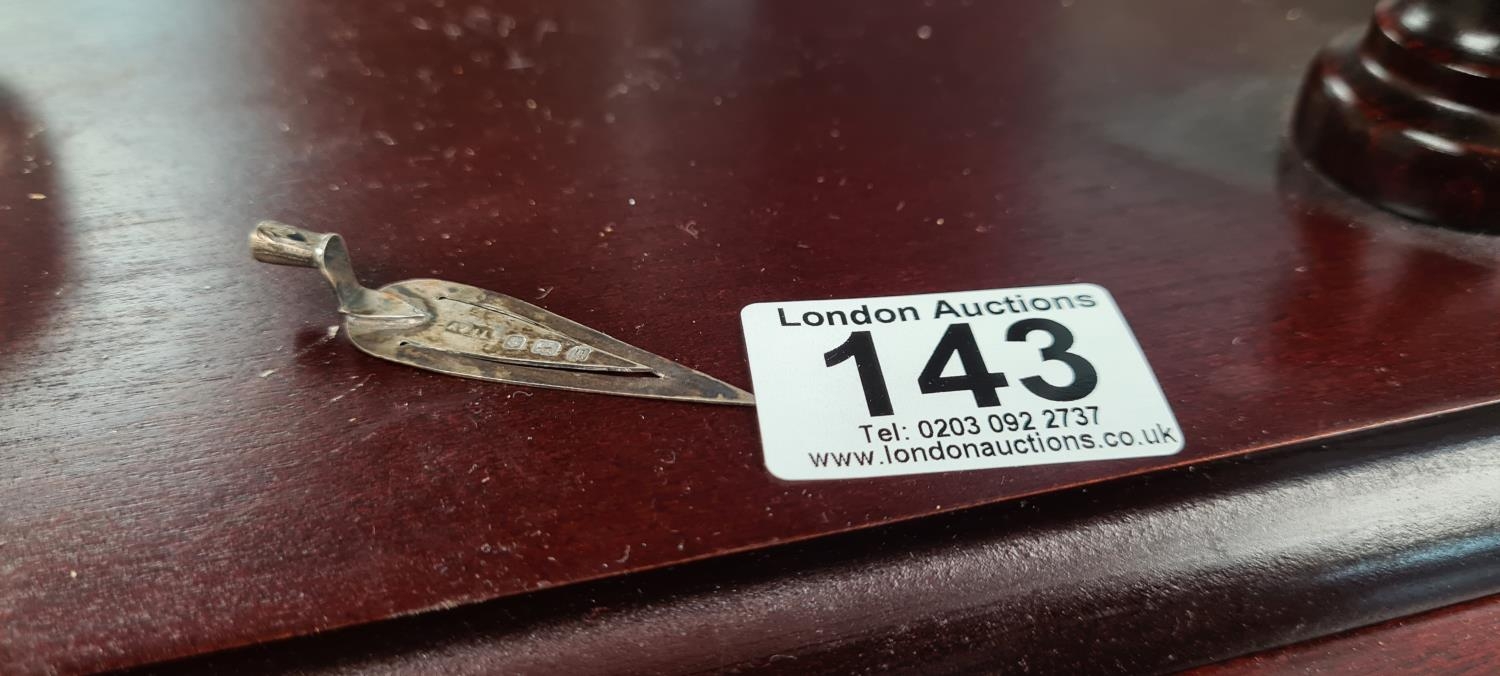 London Auctions
143
Tel: 0203 092 2737
www.londonauctions.co.uk